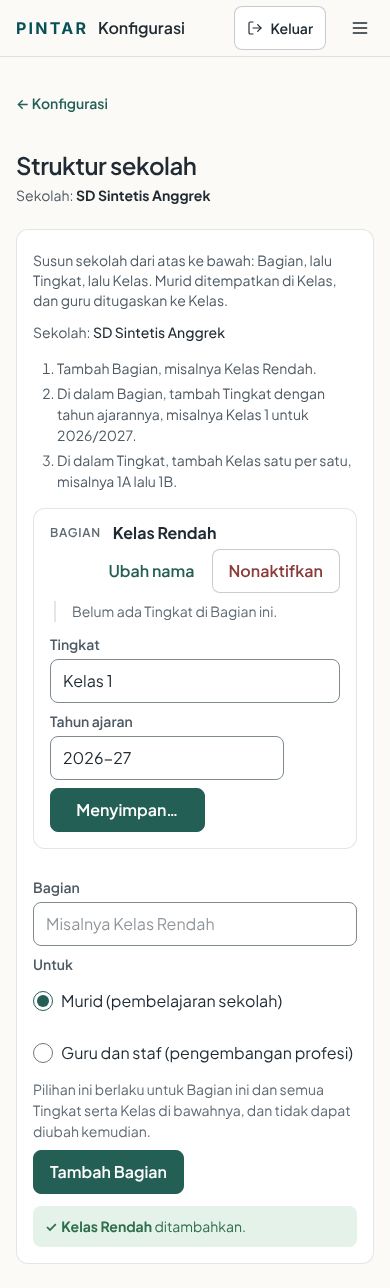 PINTAR Konfigurasi Keluar
← Konfigurasi
Struktur sekolah
Sekolah: SD Sintetis Anggrek
Susun sekolah dari atas ke bawah: Bagian, lalu
Tingkat, lalu Kelas. Murid ditempatkan di Kelas,
dan guru ditugaskan ke Kelas.
Sekolah: SD Sintetis Anggrek
1. Tambah Bagian, misalnya Kelas Rendah.
2. Di dalam Bagian, tambah Tingkat dengan
tahun ajarannya, misalnya Kelas 1 untuk
2026/2027.
3. Di dalam Tingkat, tambah Kelas satu per satu,
misalnya 1A lalu 1B.
BAGIAN Kelas Rendah
Ubah nama Nonaktifkan
Belum ada Tingkat di Bagian ini.
Tingkat
Kelas 1
Tahun ajaran
2026–27
Menyimpan…
Bagian
Misalnya Kelas Rendah
Untuk
Murid (pembelajaran sekolah)
Guru dan staf (pengembangan profesi)
Pilihan ini berlaku untuk Bagian ini dan semua
Tingkat serta Kelas di bawahnya, dan tidak dapat
diubah kemudian.
Tambah Bagian
✓ Kelas Rendah ditambahkan.